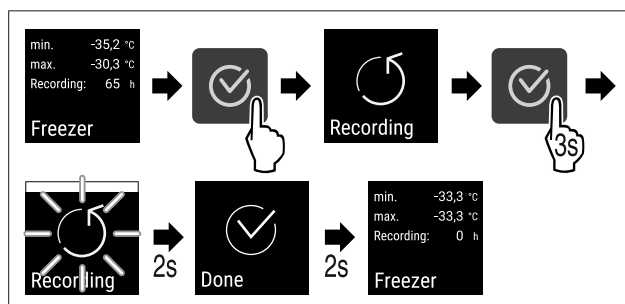 min. -35,2 °C
max. -30,3 °C
Recording: 65 h
Freezer
Recording
3s
Recording
2s
Done
2s
min. -33,3 °C
max. -33,3 °C
Recording: 0 h
Freezer